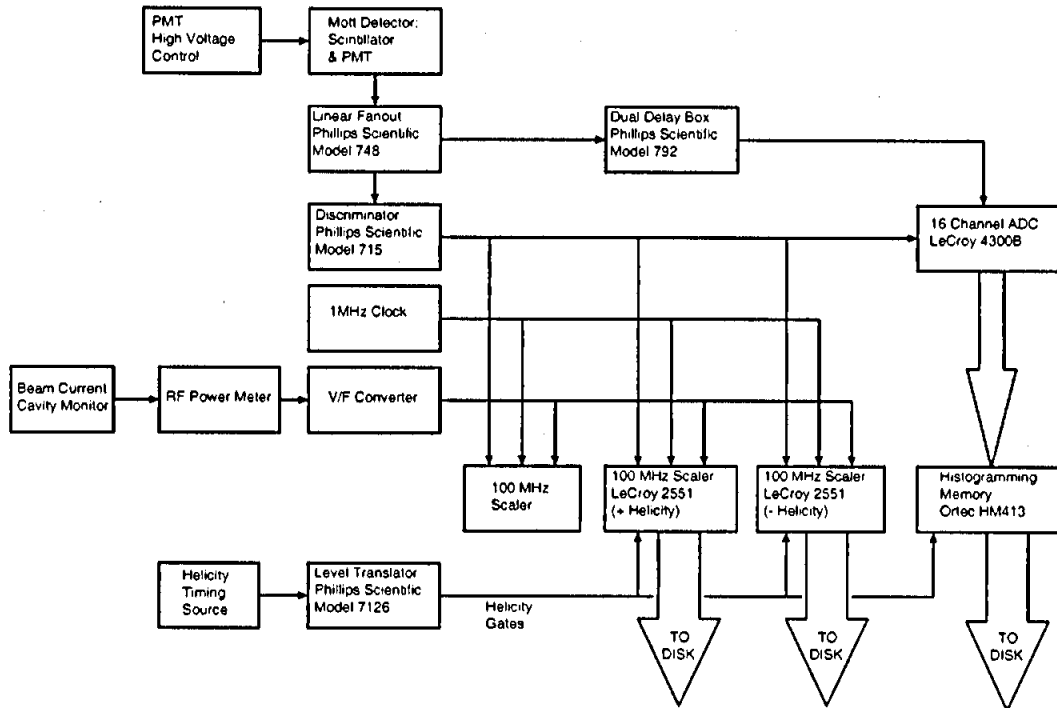 PMT
High Voltage
Control
Mott Detector:
Scintillator
& PMT
Linear Fanout
Phillips Scientific
Model 748
Dual Delay Box
Phillips Scientific
Model 792
Discriminator
Phillips Scientific
Model 715
16 Channel ADC
LeCroy 4300B
1MHz Clock
Beam Current
Cavity Monitor
RF Power Meter
V/F Converter
100 MHz
Scaler
100 MHz Scaler
LeCroy 2551
(+ Helicity)
100 MHz Scaler
LeCroy 2551
(- Helicity)
Histogramming
Memory
Ortec HM413
Helicity
Timing
Source
Level Translator
Phillips Scientific
Model 7126
Helicity
Gates
TO
DISK
TO
DISK
TO
DISK